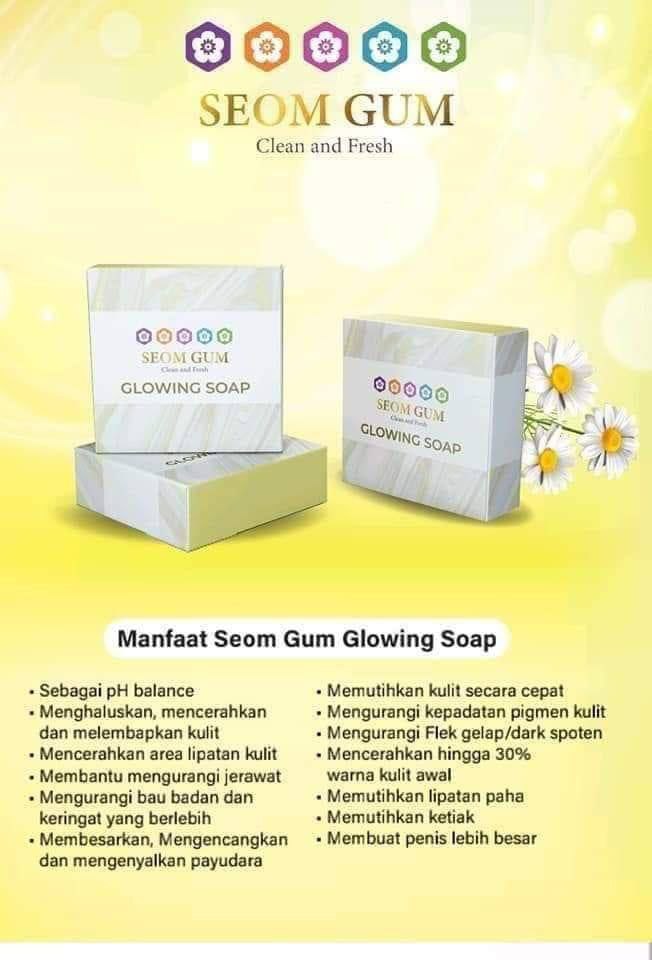 SEOM GUM
Clean and Fresh
SEOM GUM
Clean and Fresh
GLOWING SOAP
SEOM GUM
Clean and Fresh
GLOWING SOAP
Manfaat Seom Gum Glowing Soap
• Sebagai pH balance
• Menghaluskan, mencerahkan
dan melembapkan kulit
• Mencerahkan area lipatan kulit
• Membantu mengurangi jerawat
• Mengurangi bau badan dan
keringat yang berlebih
• Membesarkan, Mengencangkan
dan mengenyalkan payudara
• Memutihkan kulit secara cepat
• Mengurangi kepadatan pigmen kulit
• Mengurangi Flek gelap/dark spoten
• Mencerahkan hingga 30%
warna kulit awal
• Memutihkan lipatan paha
• Memutihkan ketiak
• Membuat penis lebih besar